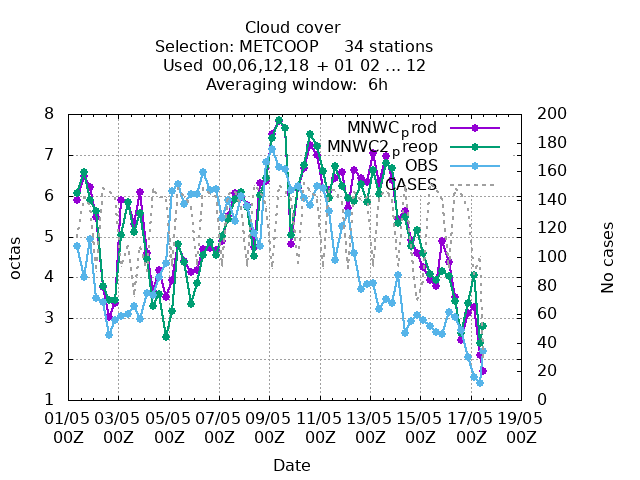 Cloud cover
Selection: METCOOP 34 stations
Used 00,06,12,18 + 01 02 ... 12
Averaging window: 6h
8 200
MNWCprod
180
MNWC2preop
7
160
OBS
CASES
6 140
120
5
100
octas
No cases
4 80
60
3
40
2
20
1 0
01/05 03/05 05/05 07/05 09/05 11/05 13/05 15/05 17/05 19/05
00Z 00Z 00Z 00Z 00Z 00Z 00Z 00Z 00Z 00Z
Date